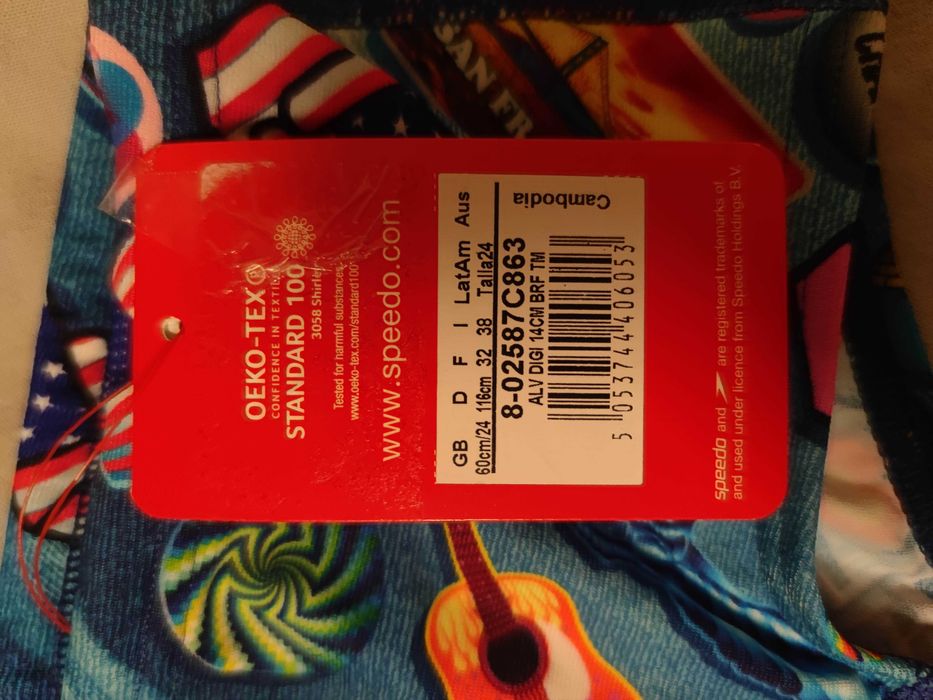 SAN FR
OEKO-TEX®
CONFIDENCE IN TEXTILES
STANDARD 100
3058 Shirley
Tested for harmful substances.
www.oeko-tex.com/standard100
www.speedo.com
GB D F I LatAm Aus
60cm/24 116cm 32 38 Talla24
8-02587C863
ALV DIGI 14CM BRF TM
5 053744 406053
Cambodia
speedo and are registered trademarks of
and used under licence from Speedo Holdings B.V.